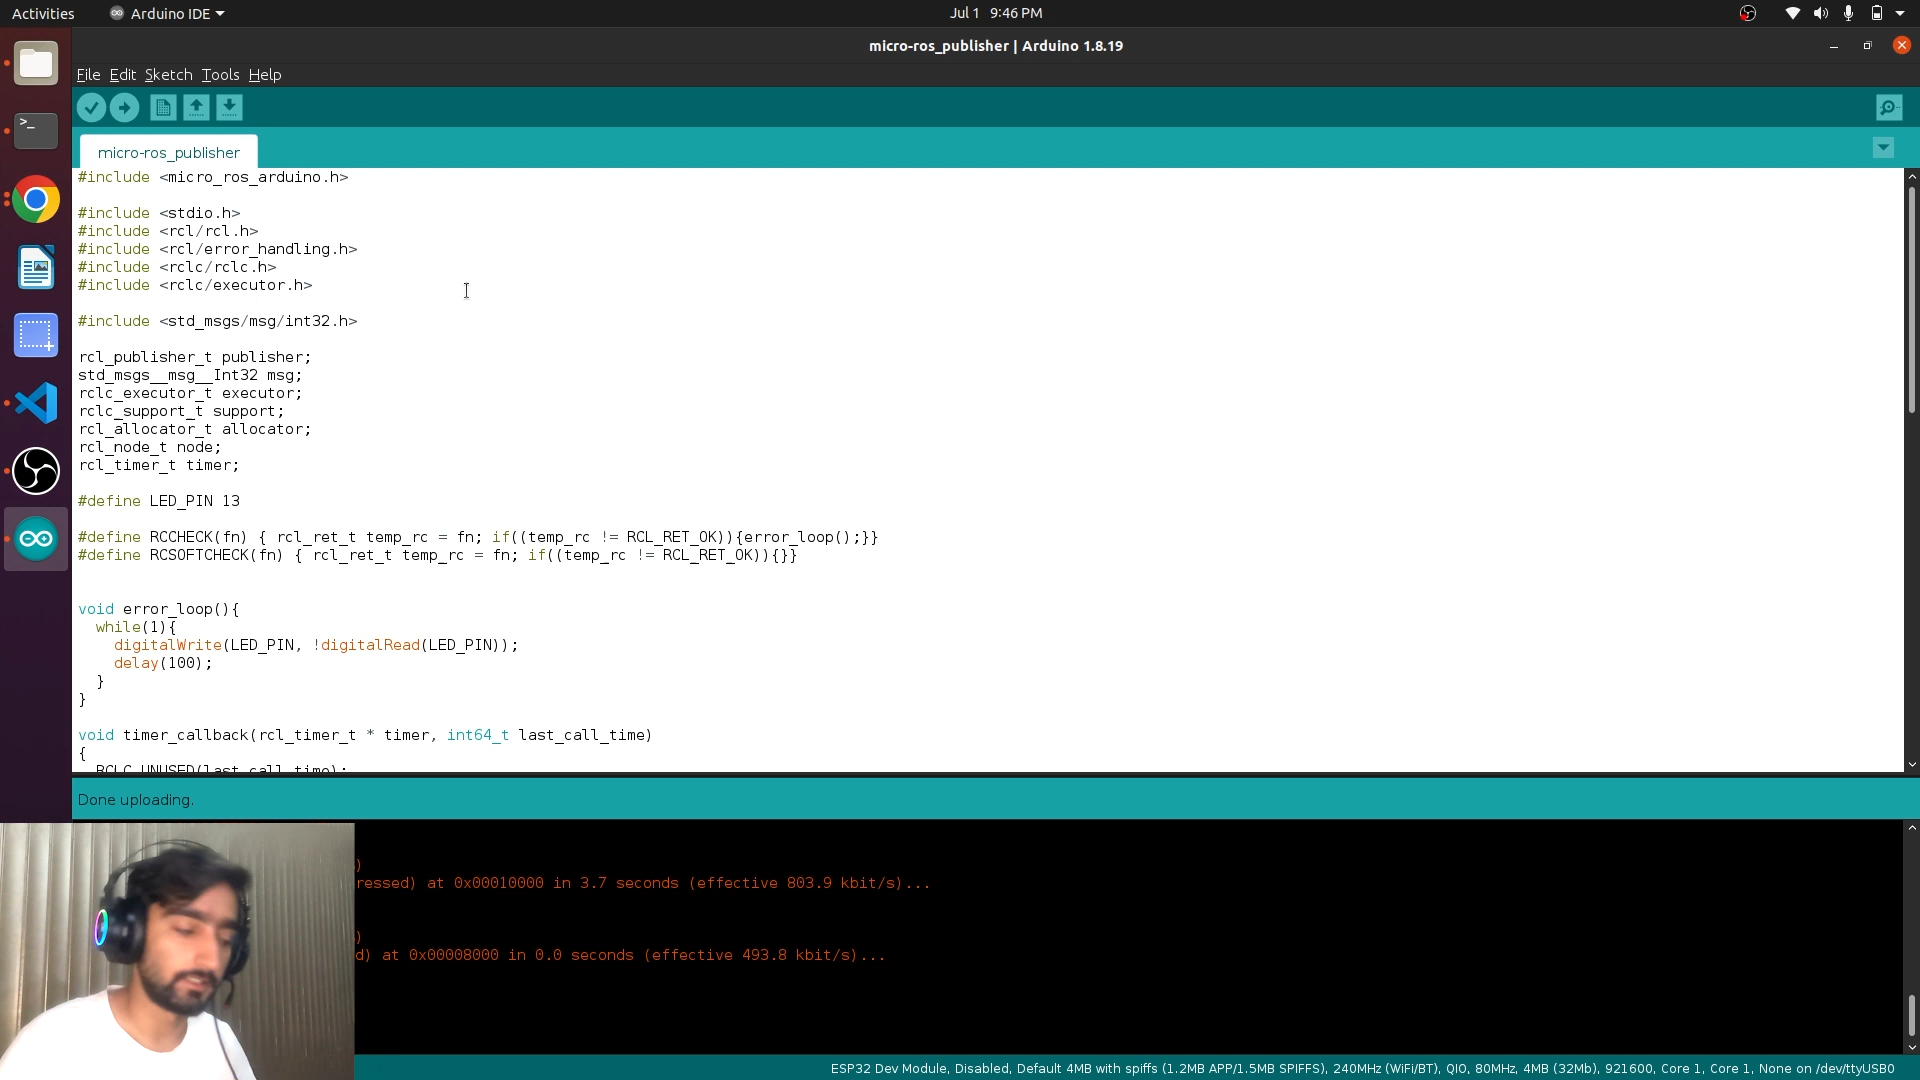 Activities
Arduino IDE
Jul 1 9:46 PM
micro-ros_publisher | Arduino 1.8.19
File Edit Sketch Tools Help
micro-ros_publisher
#include <micro_ros_arduino.h>
#include <stdio.h>
#include <rcl/rcl.h>
#include <rcl/error_handling.h>
#include <rclc/rclc.h>
#include <rclc/executor.h>
#include <std_msgs/msg/int32.h>
rcl_publisher_t publisher;
std_msgs__msg__Int32 msg;
rclc_executor_t executor;
rclc_support_t support;
rcl_allocator_t allocator;
rcl_node_t node;
rcl_timer_t timer;
#define LED_PIN 13
#define RCCHECK(fn) { rcl_ret_t temp_rc = fn; if((temp_rc != RCL_RET_OK)){error_loop();}}
#define RCSOFTCHECK(fn) { rcl_ret_t temp_rc = fn; if((temp_rc != RCL_RET_OK)){}}
void error_loop(){
while(1){
digitalWrite(LED_PIN, !digitalRead(LED_PIN));
delay(100);
}
}
void timer_callback(rcl_timer_t * timer, int64_t last_call_time)
{
RCLC_UNUSED(last_call_time);
Done uploading.
)
ressed) at 0x00010000 in 3.7 seconds (effective 803.9 kbit/s)...
)
d) at 0x00008000 in 0.0 seconds (effective 493.8 kbit/s)...
ESP32 Dev Module, Disabled, Default 4MB with spiffs (1.2MB APP/1.5MB SPIFFS), 240MHz (WiFi/BT), QIO, 80MHz, 4MB (32Mb), 921600, Core 1, Core 1, None on /dev/ttyUSB0